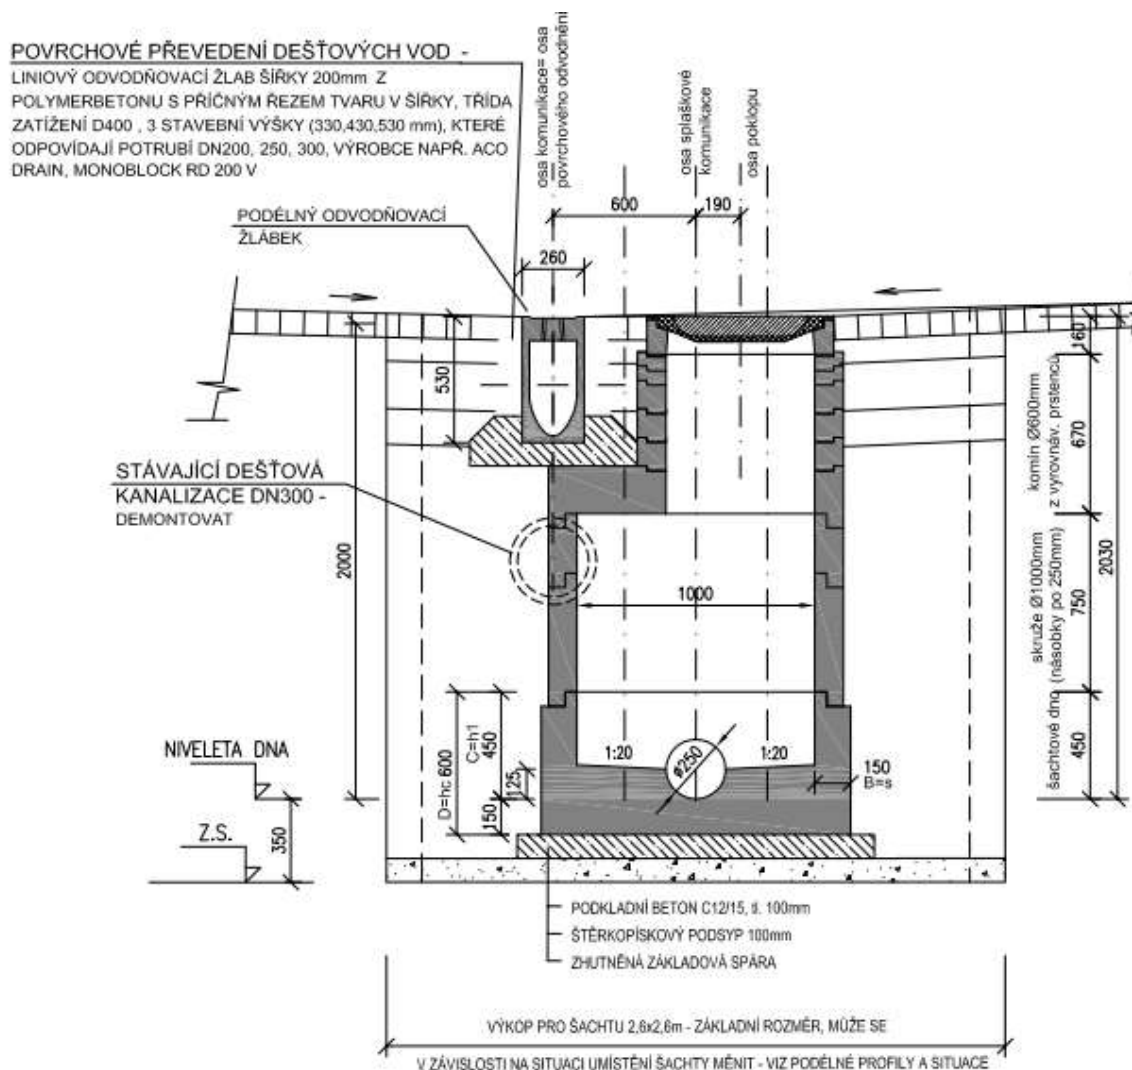 POVRCHOVÉ PŘEVEDENÍ DEŠŤOVÝCH VOD -
LINIOVÝ ODVODŇOVACÍ ŽLAB ŠÍŘKY 200mm Z
POLYMERBETONU S PŘÍČNÝM ŘEZEM TVARU V ŠÍŘKY, TŘÍDA
ZATÍŽENÍ D400 , 3 STAVEBNÍ VÝŠKY (330,430,530 mm), KTERÉ
ODPOVÍDAJÍ POTRUBÍ DN200, 250, 300, VÝROBCE NAPŘ. ACO
DRAIN, MONOBLOCK RD 200 V
osa komunikace= osa
povrchového odvodnění
osa splaškové
komunikace
osa poklopu
600
190
PODÉLNÝ ODVODŇOVACÍ
ŽLÁBEK
260
530
160
STÁVAJÍCÍ DEŠŤOVÁ
KANALIZACE DN300 -
DEMONTOVAT
komín Ø600mm
z vyrovnáv. prstenců
670
2000
1000
skruže Ø1000mm
(násobky po 250mm)
750
2030
šachtové dno
450
NIVELETA DNA
D=hc 600
C=h1
450
125
150
1:20
Ø250
1:20
150
B=s
Z.S.
350
PODKLADNÍ BETON C12/15, tl. 100mm
ŠTĚRKOPÍSKOVÝ PODSYP 100mm
ZHUTNĚNÁ ZÁKLADOVÁ SPÁRA
VÝKOP PRO ŠACHTU 2,6x2,6m - ZÁKLADNÍ ROZMĚR, MŮŽE SE
V ZÁVISLOSTI NA SITUACI UMÍSTĚNÍ ŠACHTY MĚNIT - VIZ PODÉLNÉ PROFILY A SITUACE